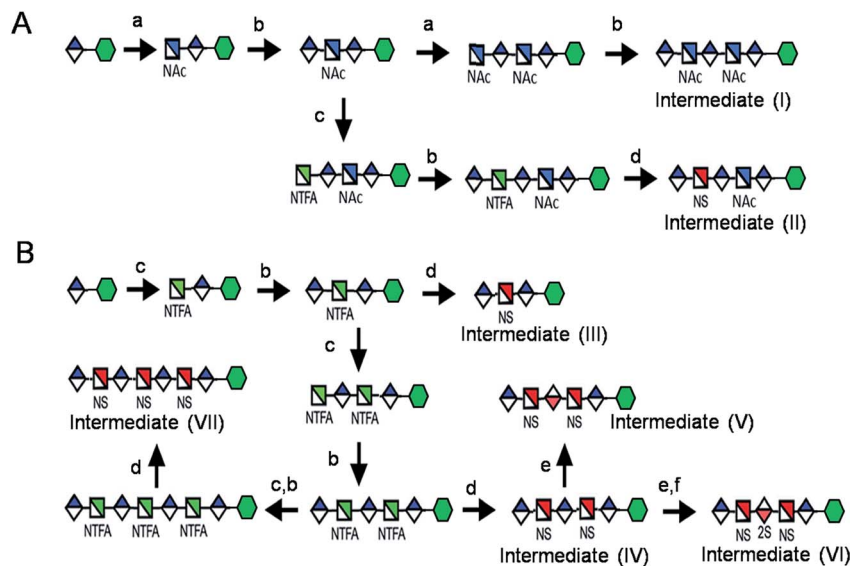 A
a b a b
NAc NAc NAc NAc NAc NAc
Intermediate (I)
c
b d
NTFA NAc NTFA NAc NS NAc
Intermediate (II)
B
c b d
NTFA NTFA NS
Intermediate (III)
c
NS NS NS
Intermediate (VII)
NTFA NTFA
NS NS
Intermediate (V)
d b e
c,b d e,f
NTFA NTFA NTFA NTFA NTFA NS NS NS 2S NS
Intermediate (IV) Intermediate (VI)